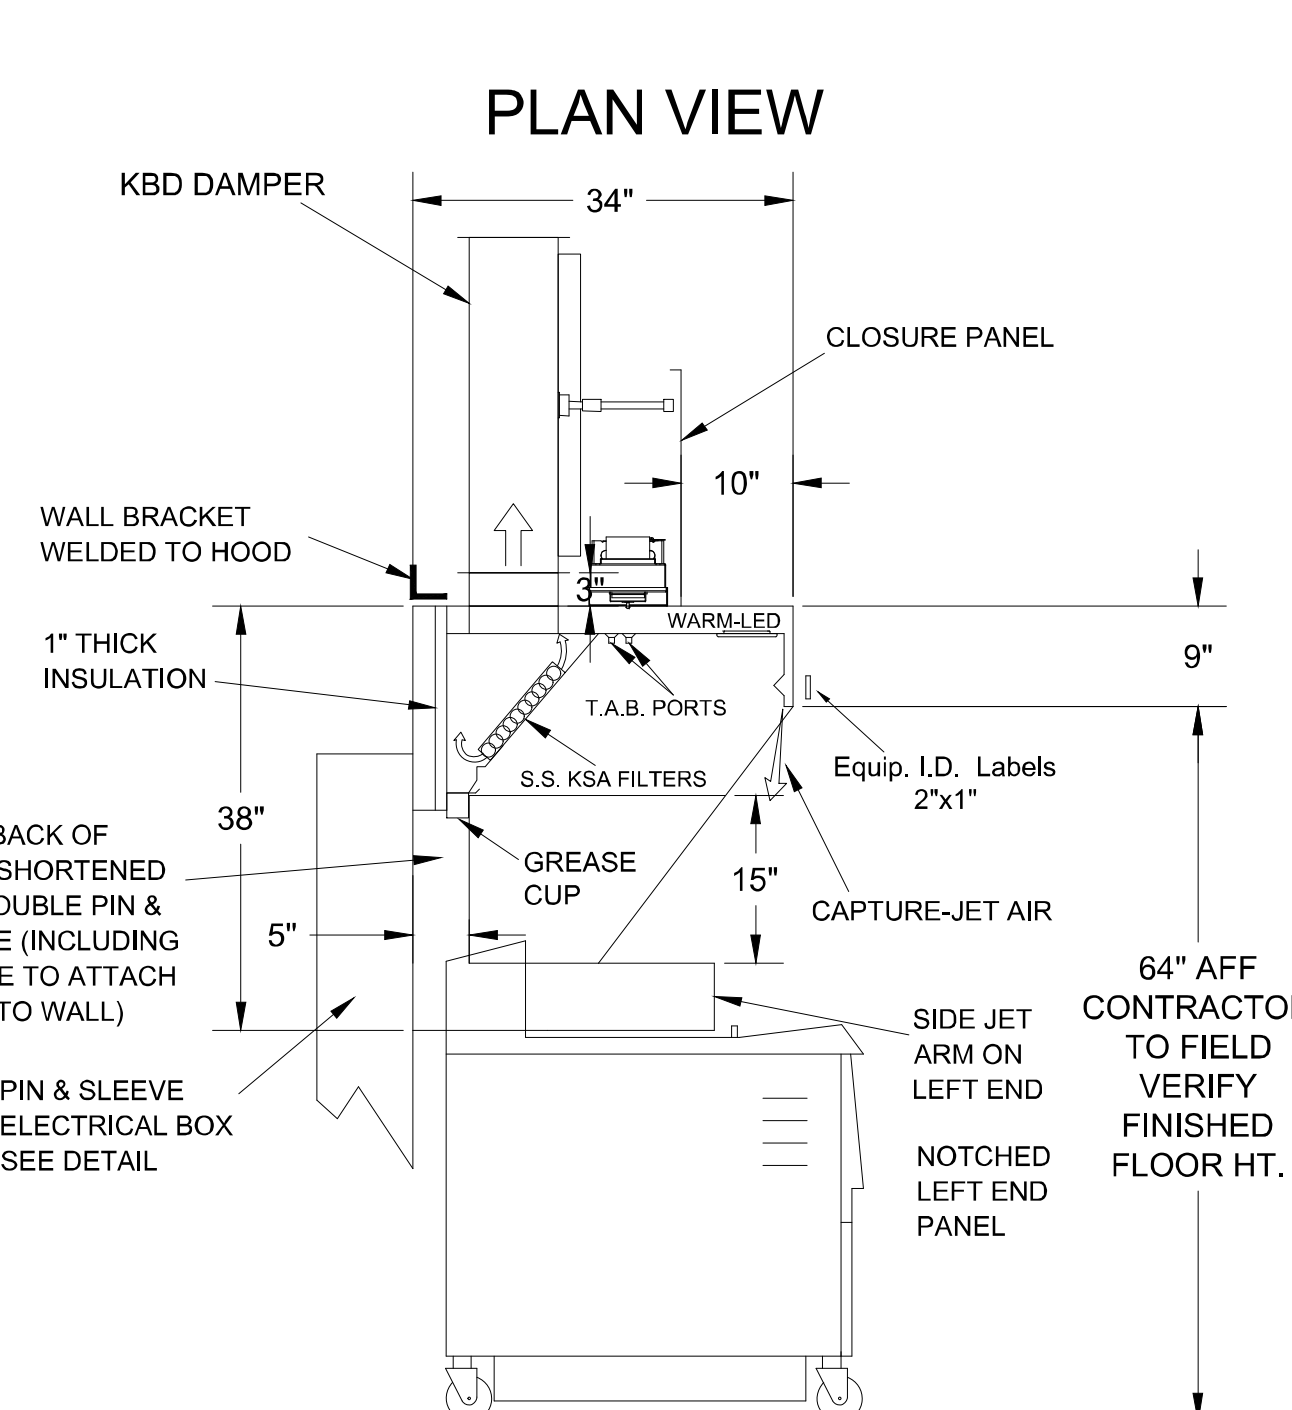 PLAN VIEW
KBD DAMPER
34"
CLOSURE PANEL
10"
WALL BRACKET
WELDED TO HOOD
3"
WARM-LED
1" THICK
INSULATION
9"
T.A.B. PORTS
S.S. KSA FILTERS
Equip. I.D. Labels
2"x1"
38"
BACK OF
SHORTENED
OUBLE PIN &
E (INCLUDING
E TO ATTACH
TO WALL)
GREASE
CUP
15"
CAPTURE-JET AIR
5"
64" AFF
CONTRACTO
TO FIELD
VERIFY
FINISHED
FLOOR HT.
SIDE JET
ARM ON
LEFT END
PIN & SLEEVE
ELECTRICAL BOX
SEE DETAIL
NOTCHED
LEFT END
PANEL